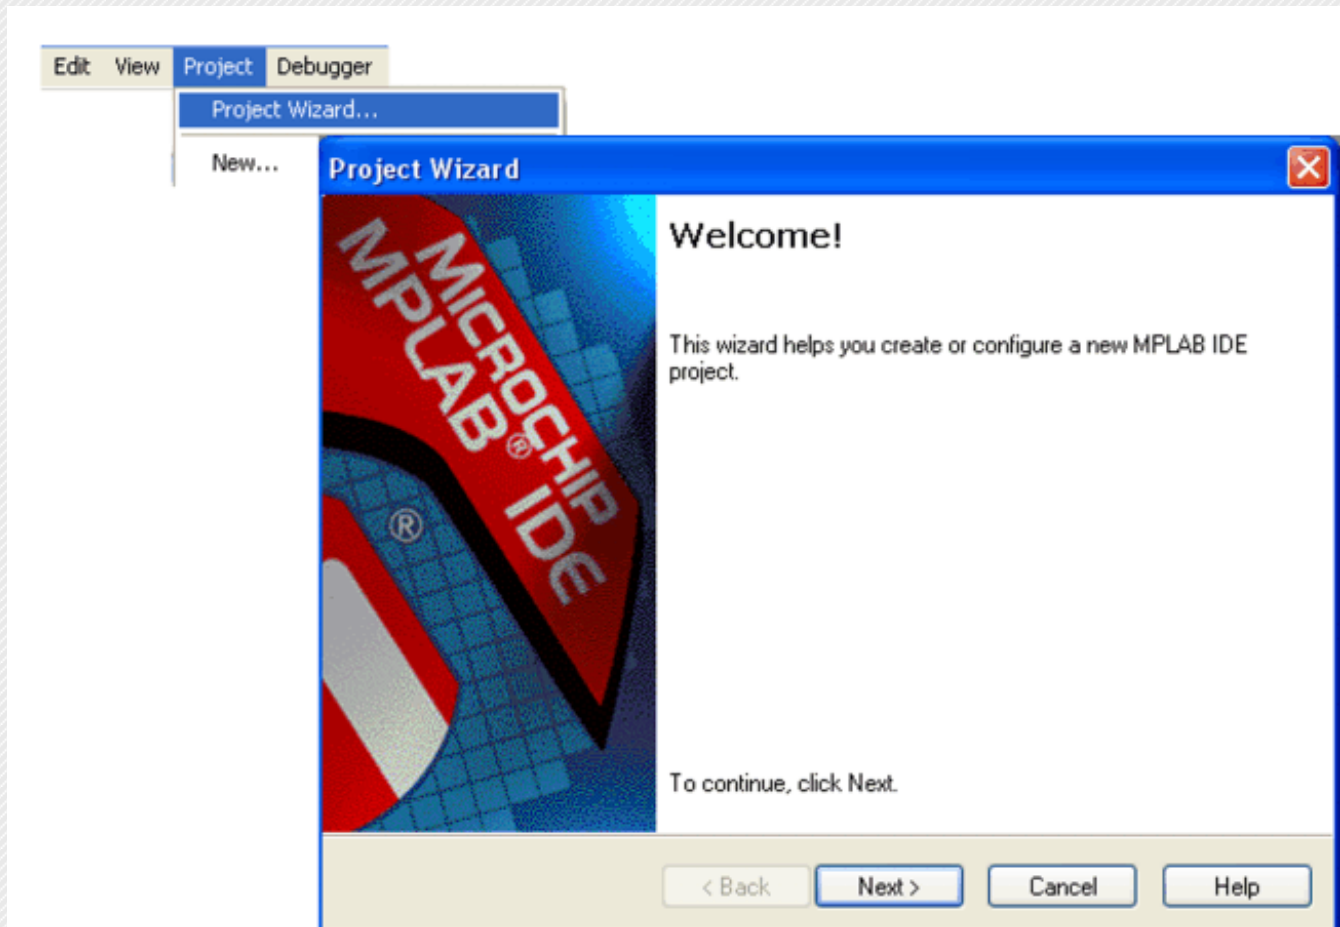 Edit View Project Debugger
Project Wizard...
New...
Project Wizard
MICROCHIP
MPLAB® IDE
®
Welcome!
This wizard helps you create or configure a new MPLAB IDE
project.
To continue, click Next.
< Back Next > Cancel Help